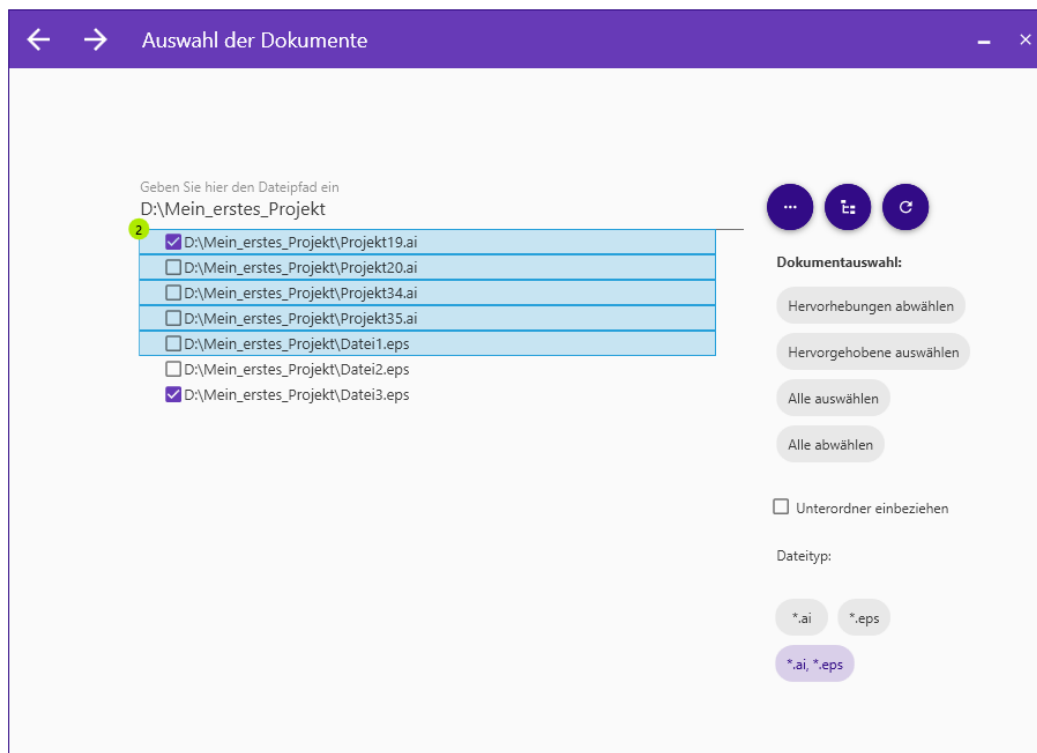 Auswahl der Dokumente
Geben Sie hier den Dateipfad ein
D:\Mein_erstes_Projekt
2
D:\Mein_erstes_Projekt\Projekt19.ai
D:\Mein_erstes_Projekt\Projekt20.ai
D:\Mein_erstes_Projekt\Projekt34.ai
D:\Mein_erstes_Projekt\Projekt35.ai
D:\Mein_erstes_Projekt\Datei1.eps
D:\Mein_erstes_Projekt\Datei2.eps
D:\Mein_erstes_Projekt\Datei3.eps
Dokumentauswahl:
Hervorhebungen abwählen
Hervorgehobene auswählen
Alle auswählen
Alle abwählen
Unterordner einbeziehen
Dateityp:
*.ai *.eps
*.ai, *.eps